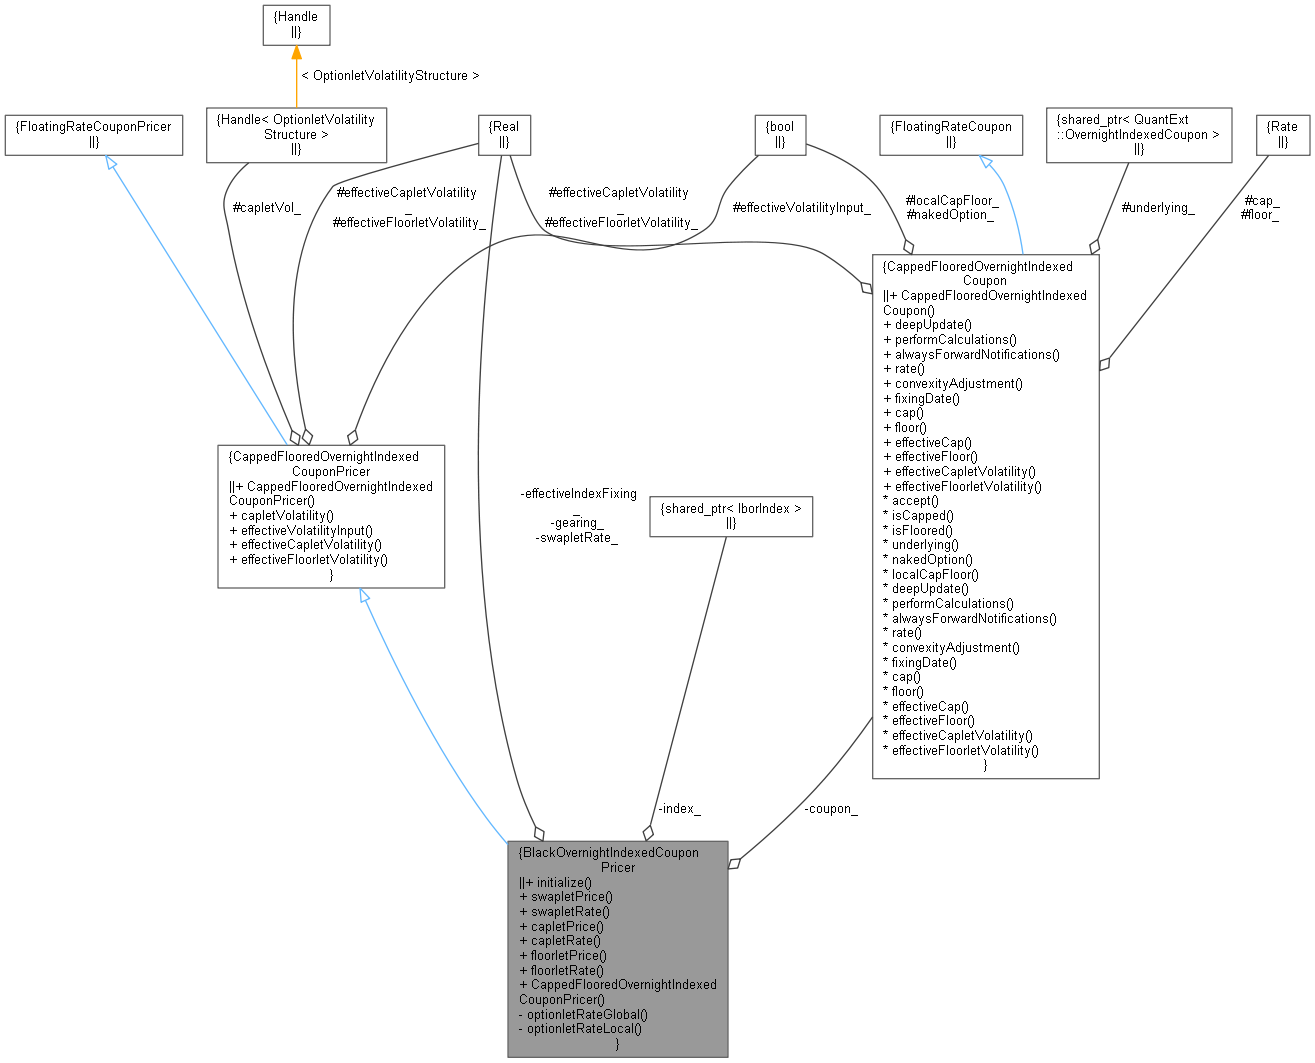 {Handle
||}
< OptionletVolatilityStructure >
{FloatingRateCouponPricer
||}
{Handle< OptionletVolatility
Structure >
||}
{Real
||}
{bool
||}
{FloatingRateCoupon
||}
{shared_ptr< QuantExt
::OvernightIndexedCoupon >
||}
{Rate
||}
#capletVol_
#effectiveCapletVolatility
_
#effectiveFloorletVolatility_
#effectiveCapletVolatility
_
#effectiveFloorletVolatility_
#effectiveVolatilityInput_
#localCapFloor_
#nakedOption_
#underlying_
#cap_
#floor_
{CappedFlooredOvernightIndexed
Coupon
||+ CappedFlooredOvernightIndexed
Coupon()
+ deepUpdate()
+ performCalculations()
+ alwaysForwardNotifications()
+ rate()
+ convexityAdjustment()
+ fixingDate()
+ cap()
+ floor()
+ effectiveCap()
+ effectiveFloor()
+ effectiveCapletVolatility()
+ effectiveFloorletVolatility()
* accept()
* isCapped()
* isFloored()
* underlying()
* nakedOption()
* localCapFloor()
* deepUpdate()
* performCalculations()
* alwaysForwardNotifications()
* rate()
* convexityAdjustment()
* fixingDate()
* cap()
* floor()
* effectiveCap()
* effectiveFloor()
* effectiveCapletVolatility()
* effectiveFloorletVolatility()
}
{CappedFlooredOvernightIndexed
CouponPricer
||+ CappedFlooredOvernightIndexed
CouponPricer()
+ capletVolatility()
+ effectiveVolatilityInput()
+ effectiveCapletVolatility()
+ effectiveFloorletVolatility()
}
-effectiveIndexFixing
_
-gearing_
-swapletRate_
{shared_ptr< IborIndex >
||}
-index_
-coupon_
{BlackOvernightIndexedCoupon
Pricer
||+ initialize()
+ swapletPrice()
+ swapletRate()
+ capletPrice()
+ capletRate()
+ floorletPrice()
+ floorletRate()
+ CappedFlooredOvernightIndexed
CouponPricer()
- optionletRateGlobal()
- optionletRateLocal()
}